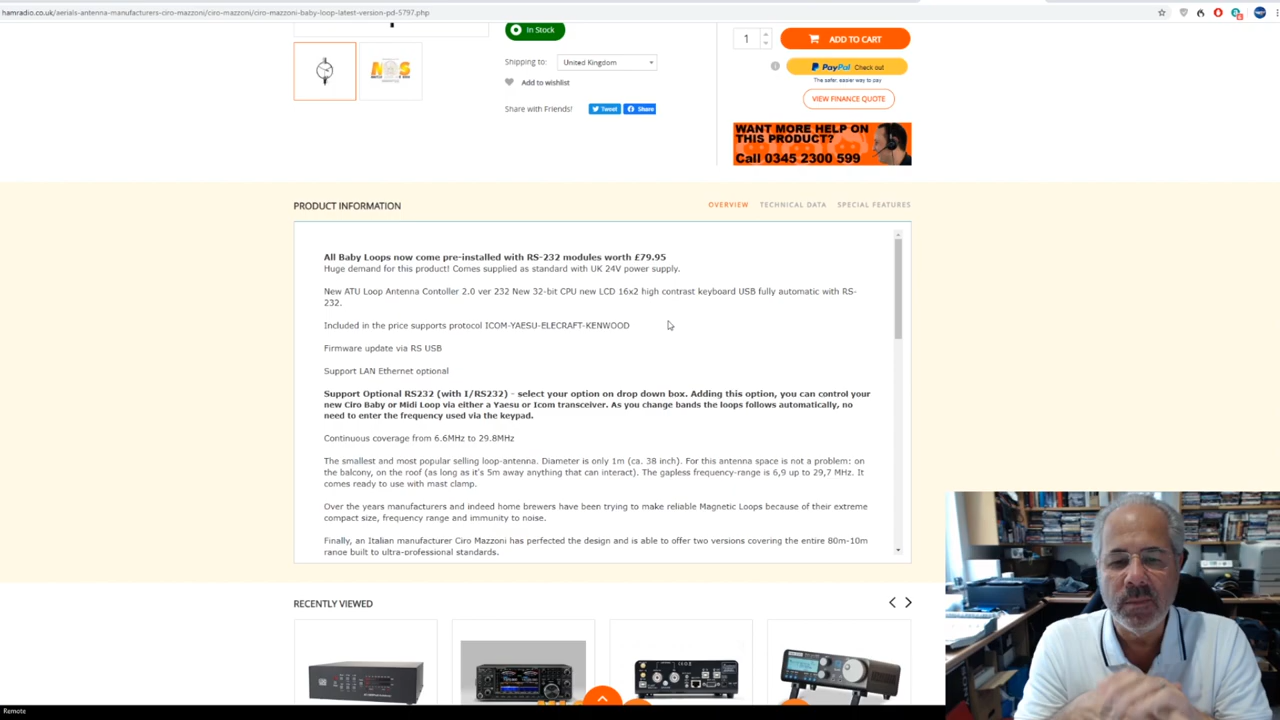 hamradio.co.uk/aerials-antenna-manufacturers-ciro-mazzoni/ciro-mazzoni/ciro-mazzoni-baby-loop-latest-version-pd-5797.php
In Stock
1
ADD TO CART
Shipping to:
United Kingdom
PayPal Check out
The safer, easier way to pay
Add to wishlist
VIEW FINANCE QUOTE
Share with Friends!
Tweet
Share
WANT MORE HELP ON
THIS PRODUCT?
Call 0345 2300 599
PRODUCT INFORMATION
OVERVIEW
TECHNICAL DATA
SPECIAL FEATURES
All Baby Loops now come pre-installed with RS-232 modules worth £79.95
Huge demand for this product! Comes supplied as standard with UK 24V power supply.
New ATU Loop Antenna Contoller 2.0 ver 232 New 32-bit CPU new LCD 16x2 high contrast keyboard USB fully automatic with RS-
232.
Included in the price supports protocol ICOM-YAESU-ELECRAFT-KENWOOD
Firmware update via RS USB
Support LAN Ethernet optional
Support Optional RS232 (with I/RS232) - select your option on drop down box. Adding this option, you can control your
new Ciro Baby or Midi Loop via either a Yaesu or Icom transceiver. As you change bands the loops follows automatically, no
need to enter the frequency used via the keypad.
Continuous coverage from 6.6MHz to 29.8MHz
The smallest and most popular selling loop-antenna. Diameter is only 1m (ca. 38 inch). For this antenna space is not a problem: on
the balcony, on the roof (as long as it's 5m away anything that can interact). The gapless frequency-range is 6,9 up to 29,7 MHz. It
comes ready to use with mast clamp.
Over the years manufacturers and indeed home brewers have been trying to make reliable Magnetic Loops because of their extreme
compact size, frequency range and immunity to noise.
Finally, an Italian manufacturer Ciro Mazzoni has perfected the design and is able to offer two versions covering the entire 80m-10m
range built to ultra-professional standards.
RECENTLY VIEWED
Remote